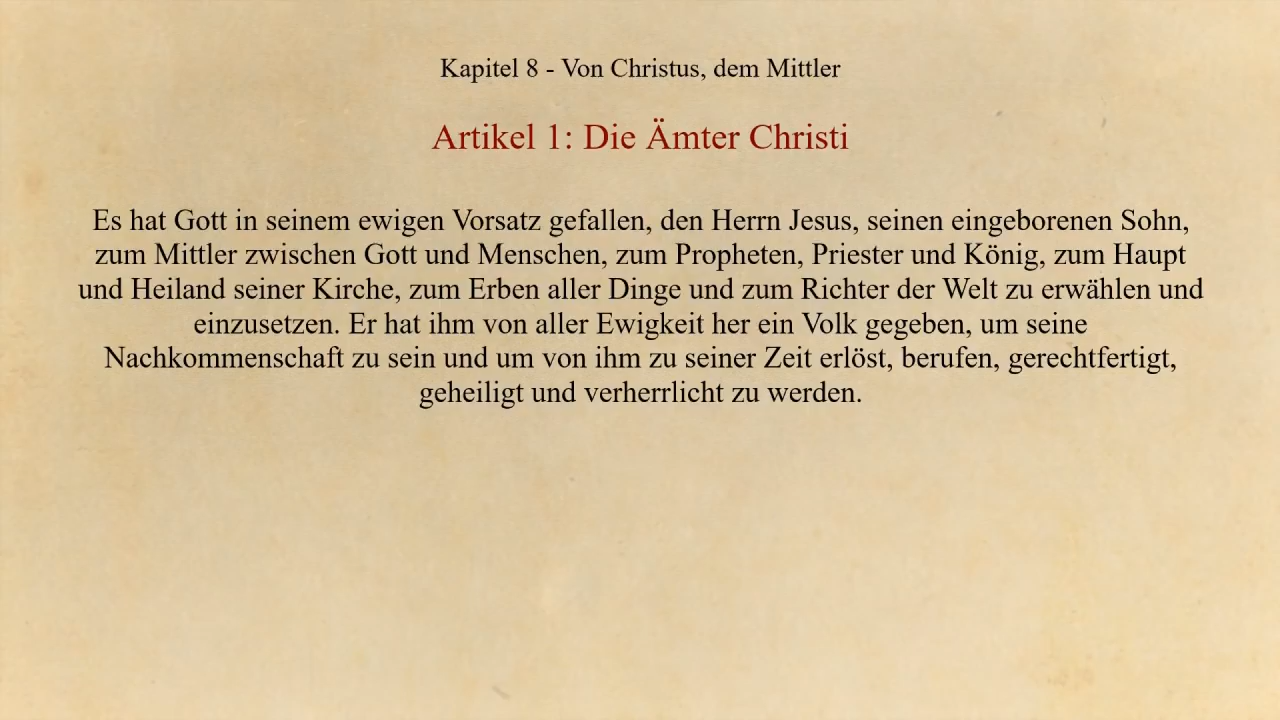 Kapitel 8 - Von Christus, dem Mittler
Artikel 1: Die Ämter Christi
Es hat Gott in seinem ewigen Vorsatz gefallen, den Herrn Jesus, seinen eingeborenen Sohn,
zum Mittler zwischen Gott und Menschen, zum Propheten, Priester und König, zum Haupt
und Heiland seiner Kirche, zum Erben aller Dinge und zum Richter der Welt zu erwählen und
einzusetzen. Er hat ihm von aller Ewigkeit her ein Volk gegeben, um seine
Nachkommenschaft zu sein und um von ihm zu seiner Zeit erlöst, berufen, gerechtfertigt,
geheiligt und verherrlicht zu werden.